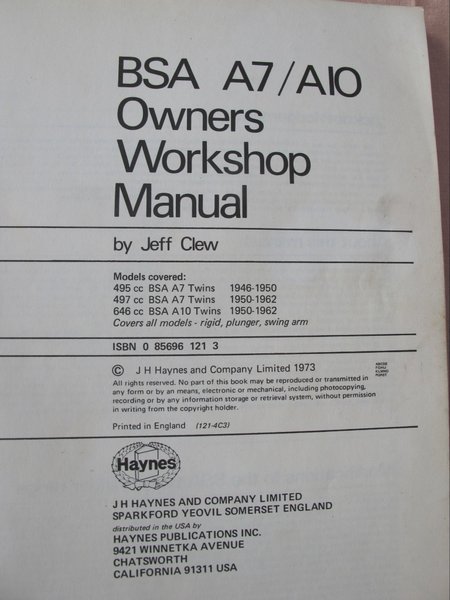 BSA A7/A10
Owners
Workshop
Manual
by Jeff Clew
Models covered:
495 cc BSA A7 Twins 1946-1950
497 cc BSA A7 Twins 1950-1962
646 cc BSA A10 Twins 1950-1962
Covers all models - rigid, plunger, swing arm
ISBN 0 85696 121 3
© J H Haynes and Company Limited 1973
All rights reserved. No part of this book may be reproduced or transmitted in
any form or by an means, electronic or mechanical, including photocopying,
recording or by any information storage or retrieval system, without permission
in writing from the copyright holder.
Printed in England (121-4C3)
Haynes
J H HAYNES AND COMPANY LIMITED
SPARKFORD YEOVIL SOMERSET ENGLAND
distributed in the USA by
HAYNES PUBLICATIONS INC.
9421 WINNETKA AVENUE
CHATSWORTH
CALIFORNIA 91311 USA